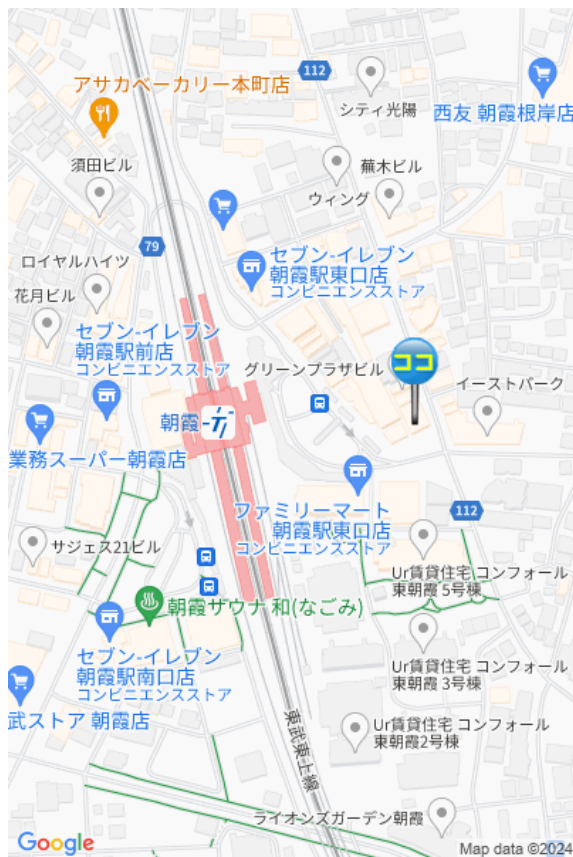 112
アサカベーカリー本町店
シティ光陽
西友 朝霞根岸店
須田ビル
蕪木ビル
ウィング
79
セブン-イレブン
朝霞駅東口店
コンビニエンスストア
ロイヤルハイツ
花月ビル
セブン-イレブン
朝霞駅前店
コンビニエンスストア
グリーンプラザビル
ココ
イーストパーク
朝霞
業務スーパー朝霞店
ファミリーマート
朝霞駅東口店
コンビニエンスストア
112
サジェス21ビル
Ur賃貸住宅 コンフォール
東朝霞 5号棟
朝霞サウナ 和(なごみ)
セブン-イレブン
朝霞駅南口店
コンビニエンスストア
Ur賃貸住宅 コンフォール
東朝霞 3号棟
武ストア 朝霞店
東武東上線
Ur賃貸住宅 コンフォール
東朝霞2号棟
ライオンズガーデン朝霞
Google
Map data ©2024